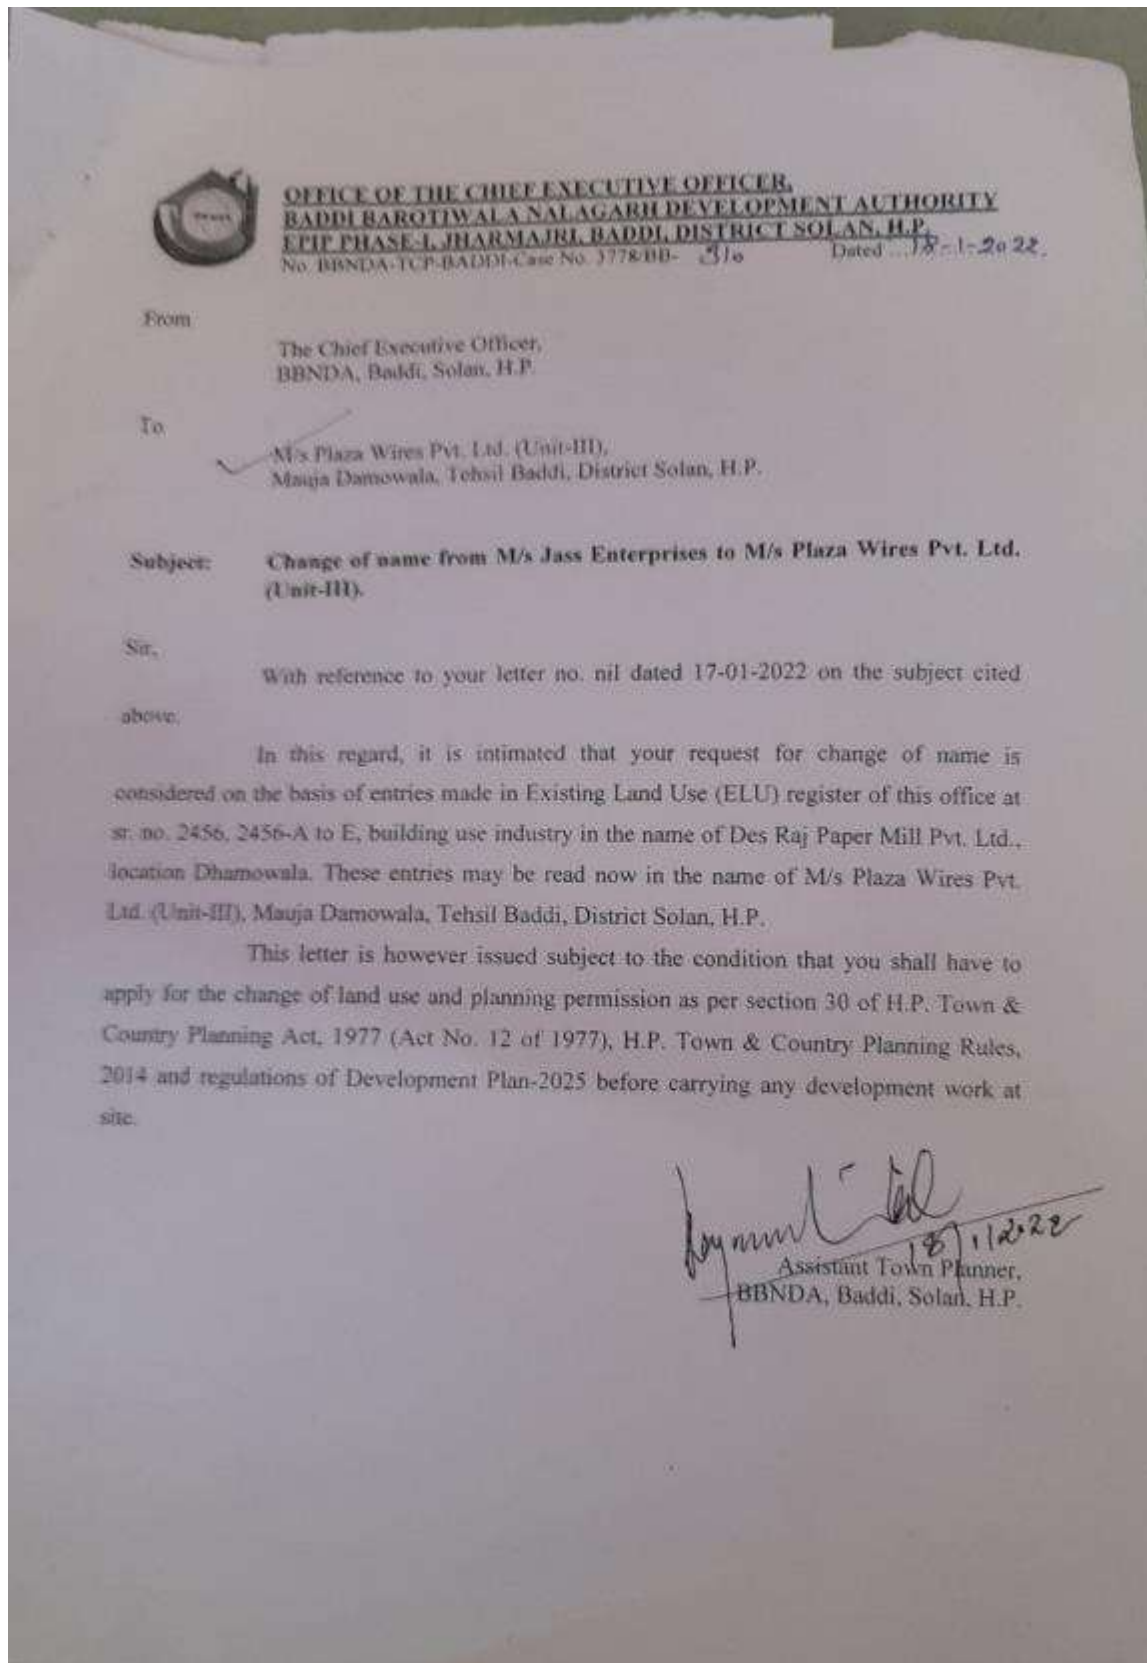 OFFICE OF THE CHIEF EXECUTIVE OFFICER,
BADDI BAROTIWALA NALAGARH DEVELOPMENT AUTHORITY
EPIP PHASE-I, JHARMAJRI, BADDI, DISTRICT SOLAN, H.P.
No. BBNDA-TCP-BADDI-Case No. 3778/BB- 310 Dated ...18-1-2022.
From
The Chief Executive Officer,
BBNDA, Baddi, Solan, H.P.
To
M/s Plaza Wires Pvt. Ltd. (Unit-III),
Mauja Damowala, Tehsil Baddi, District Solan, H.P.
Subject: Change of name from M/s Jass Enterprises to M/s Plaza Wires Pvt. Ltd.
(Unit-III).
Sir,
With reference to your letter no. nil dated 17-01-2022 on the subject cited
above.
In this regard, it is intimated that your request for change of name is
considered on the basis of entries made in Existing Land Use (ELU) register of this office at
sr. no. 2456, 2456-A to E, building use industry in the name of Des Raj Paper Mill Pvt. Ltd.,
location Dhamowala. These entries may be read now in the name of M/s Plaza Wires Pvt.
Ltd. (Unit-III), Mauja Damowala, Tehsil Baddi, District Solan, H.P.
This letter is however issued subject to the condition that you shall have to
apply for the change of land use and planning permission as per section 30 of H.P. Town &
Country Planning Act, 1977 (Act No. 12 of 1977), H.P. Town & Country Planning Rules,
2014 and regulations of Development Plan-2025 before carrying any development work at
site.
18/1/2022
Assistant Town Planner,
BBNDA, Baddi, Solan, H.P.